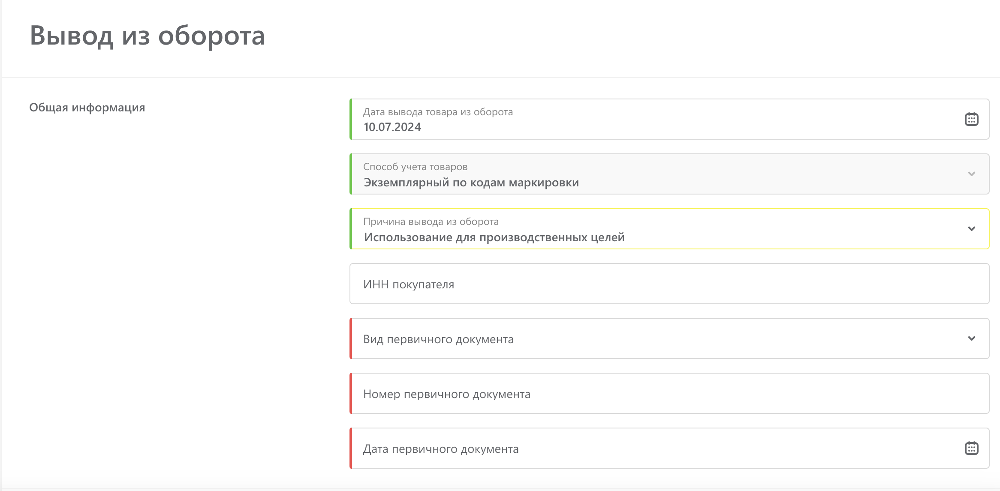 Вывод из оборота
Общая информация
Дата вывода товара из оборота
10.07.2024
Способ учета товаров
Экземплярный по кодам маркировки
Причина вывода из оборота
Использование для производственных целей
ИНН покупателя
Вид первичного документа
Номер первичного документа
Дата первичного документа